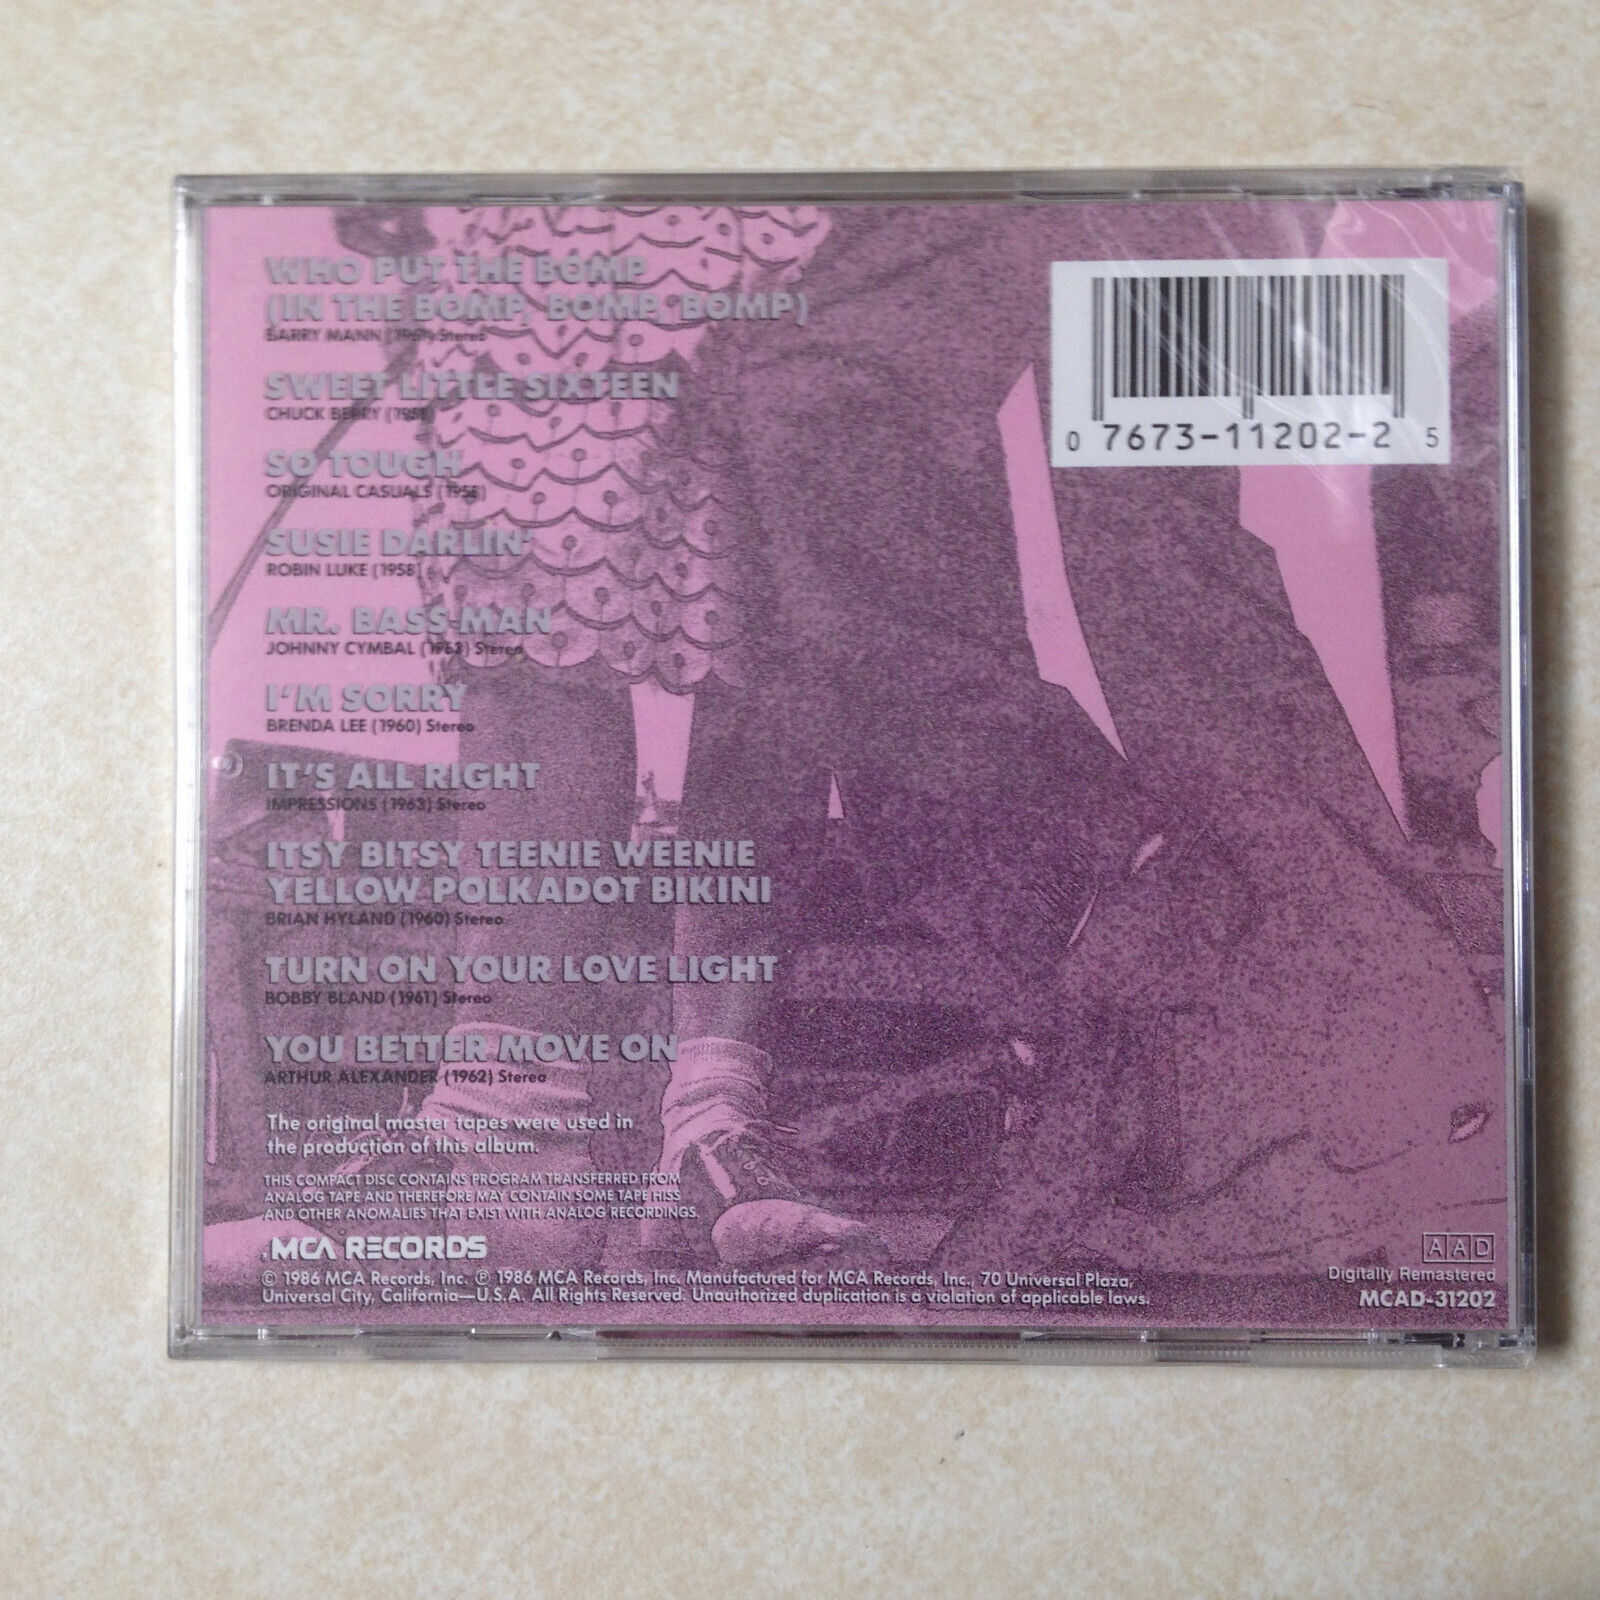 WHO PUT THE BOMP
(IN THE BOMP, BOMP, BOMP)
BARRY MANN (1961) Stereo
SWEET LITTLE SIXTEEN
CHUCK BERRY (1958)
SO TOUGH
ORIGINAL CASUALS (1958)
SUSIE DARLIN'
ROBIN LUKE (1958)
MR. BASS MAN
JOHNNY CYMBAL (1963) Stereo
I'M SORRY
BRENDA LEE (1960) Stereo
IT'S ALL RIGHT
IMPRESSIONS (1963) Stereo
ITSY BITSY TEENIE WEENIE
YELLOW POLKADOT BIKINI
BRIAN HYLAND (1960) Stereo
TURN ON YOUR LOVE LIGHT
BOBBY BLAND (1961) Stereo
YOU BETTER MOVE ON
ARTHUR ALEXANDER (1962) Stereo
The original master tapes were used in
the production of this album.
THIS COMPACT DISC CONTAINS PROGRAM TRANSFERRED FROM
ANALOG TAPE AND THEREFORE MAY CONTAIN SOME TAPE HISS
AND OTHER ANOMALIES THAT EXIST WITH ANALOG RECORDINGS.
MCA RECORDS
© 1986 MCA Records, Inc. ℗ 1986 MCA Records, Inc. Manufactured for MCA Records, Inc., 70 Universal Plaza,
Universal City, California—U.S.A. All Rights Reserved. Unauthorized duplication is a violation of applicable laws.
0 7673-11202-2 5
AAD
Digitally Remastered
MCAD-31202